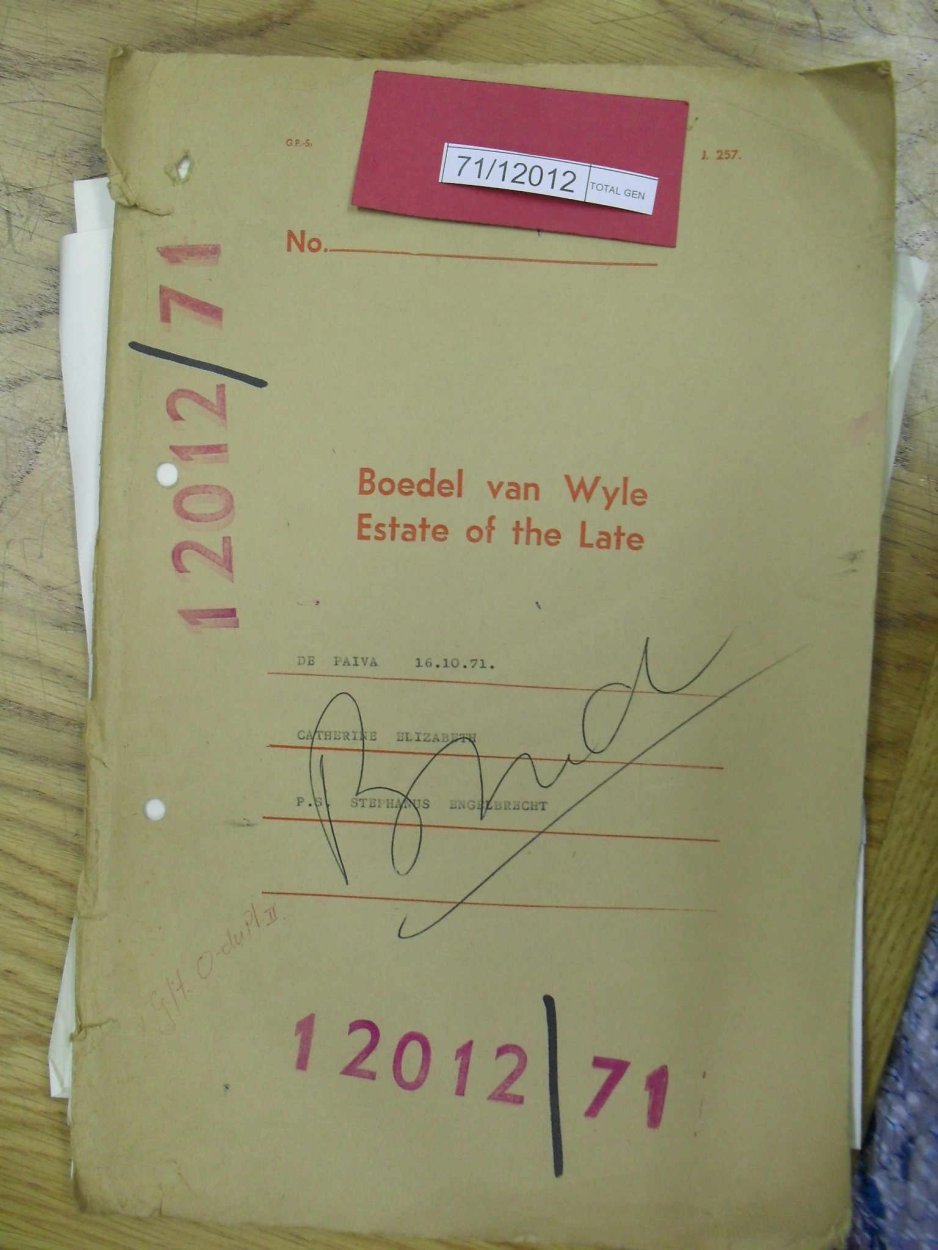 G.P.-S.
J. 257.
71/12012 TOTAL GEN
No.
12012/71
Boedel van Wyle
Estate of the Late
DE PAIVA 16.10.71.
CATHERINE ELIZABETH
P.S. STEPHANUS ENGELBRECHT
12012/71